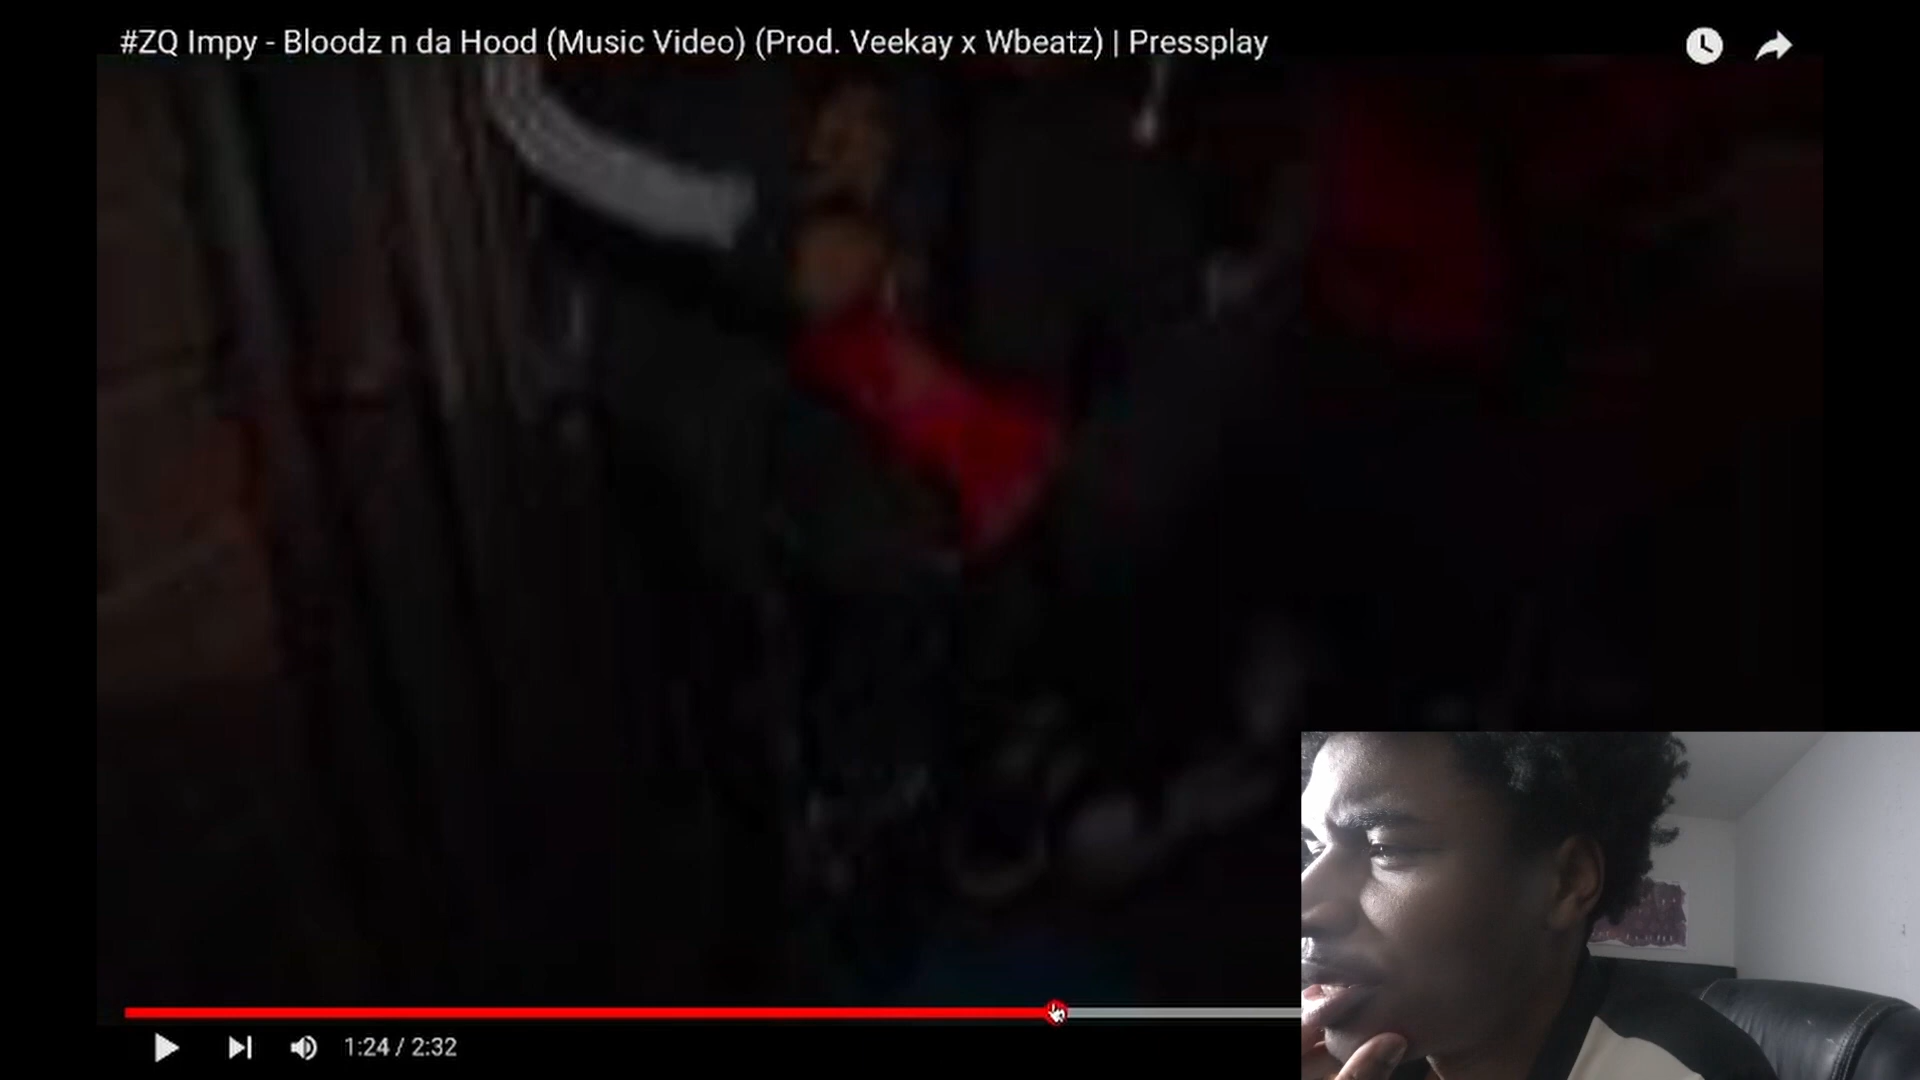 #ZQ Impy - Bloodz n da Hood (Music Video) (Prod. Veekay x Wbeatz) | Pressplay
1:24 / 2:32